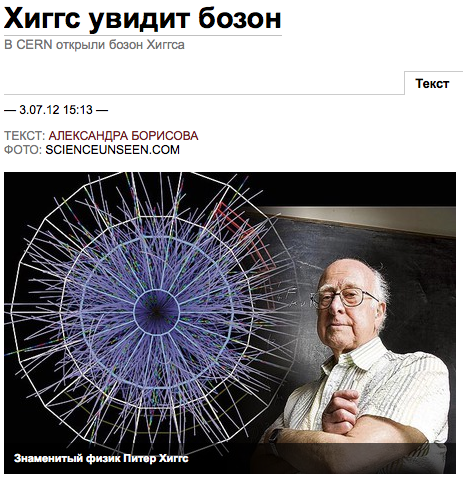 Хиггс увидит бозон
В CERN открыли бозон Хиггса
Текст
— 3.07.12 15:13 —
ТЕКСТ: АЛЕКСАНДРА БОРИСОВА
ФОТО: SCIENCEUNSEEN.COM
Знаменитый физик Питер Хиггс